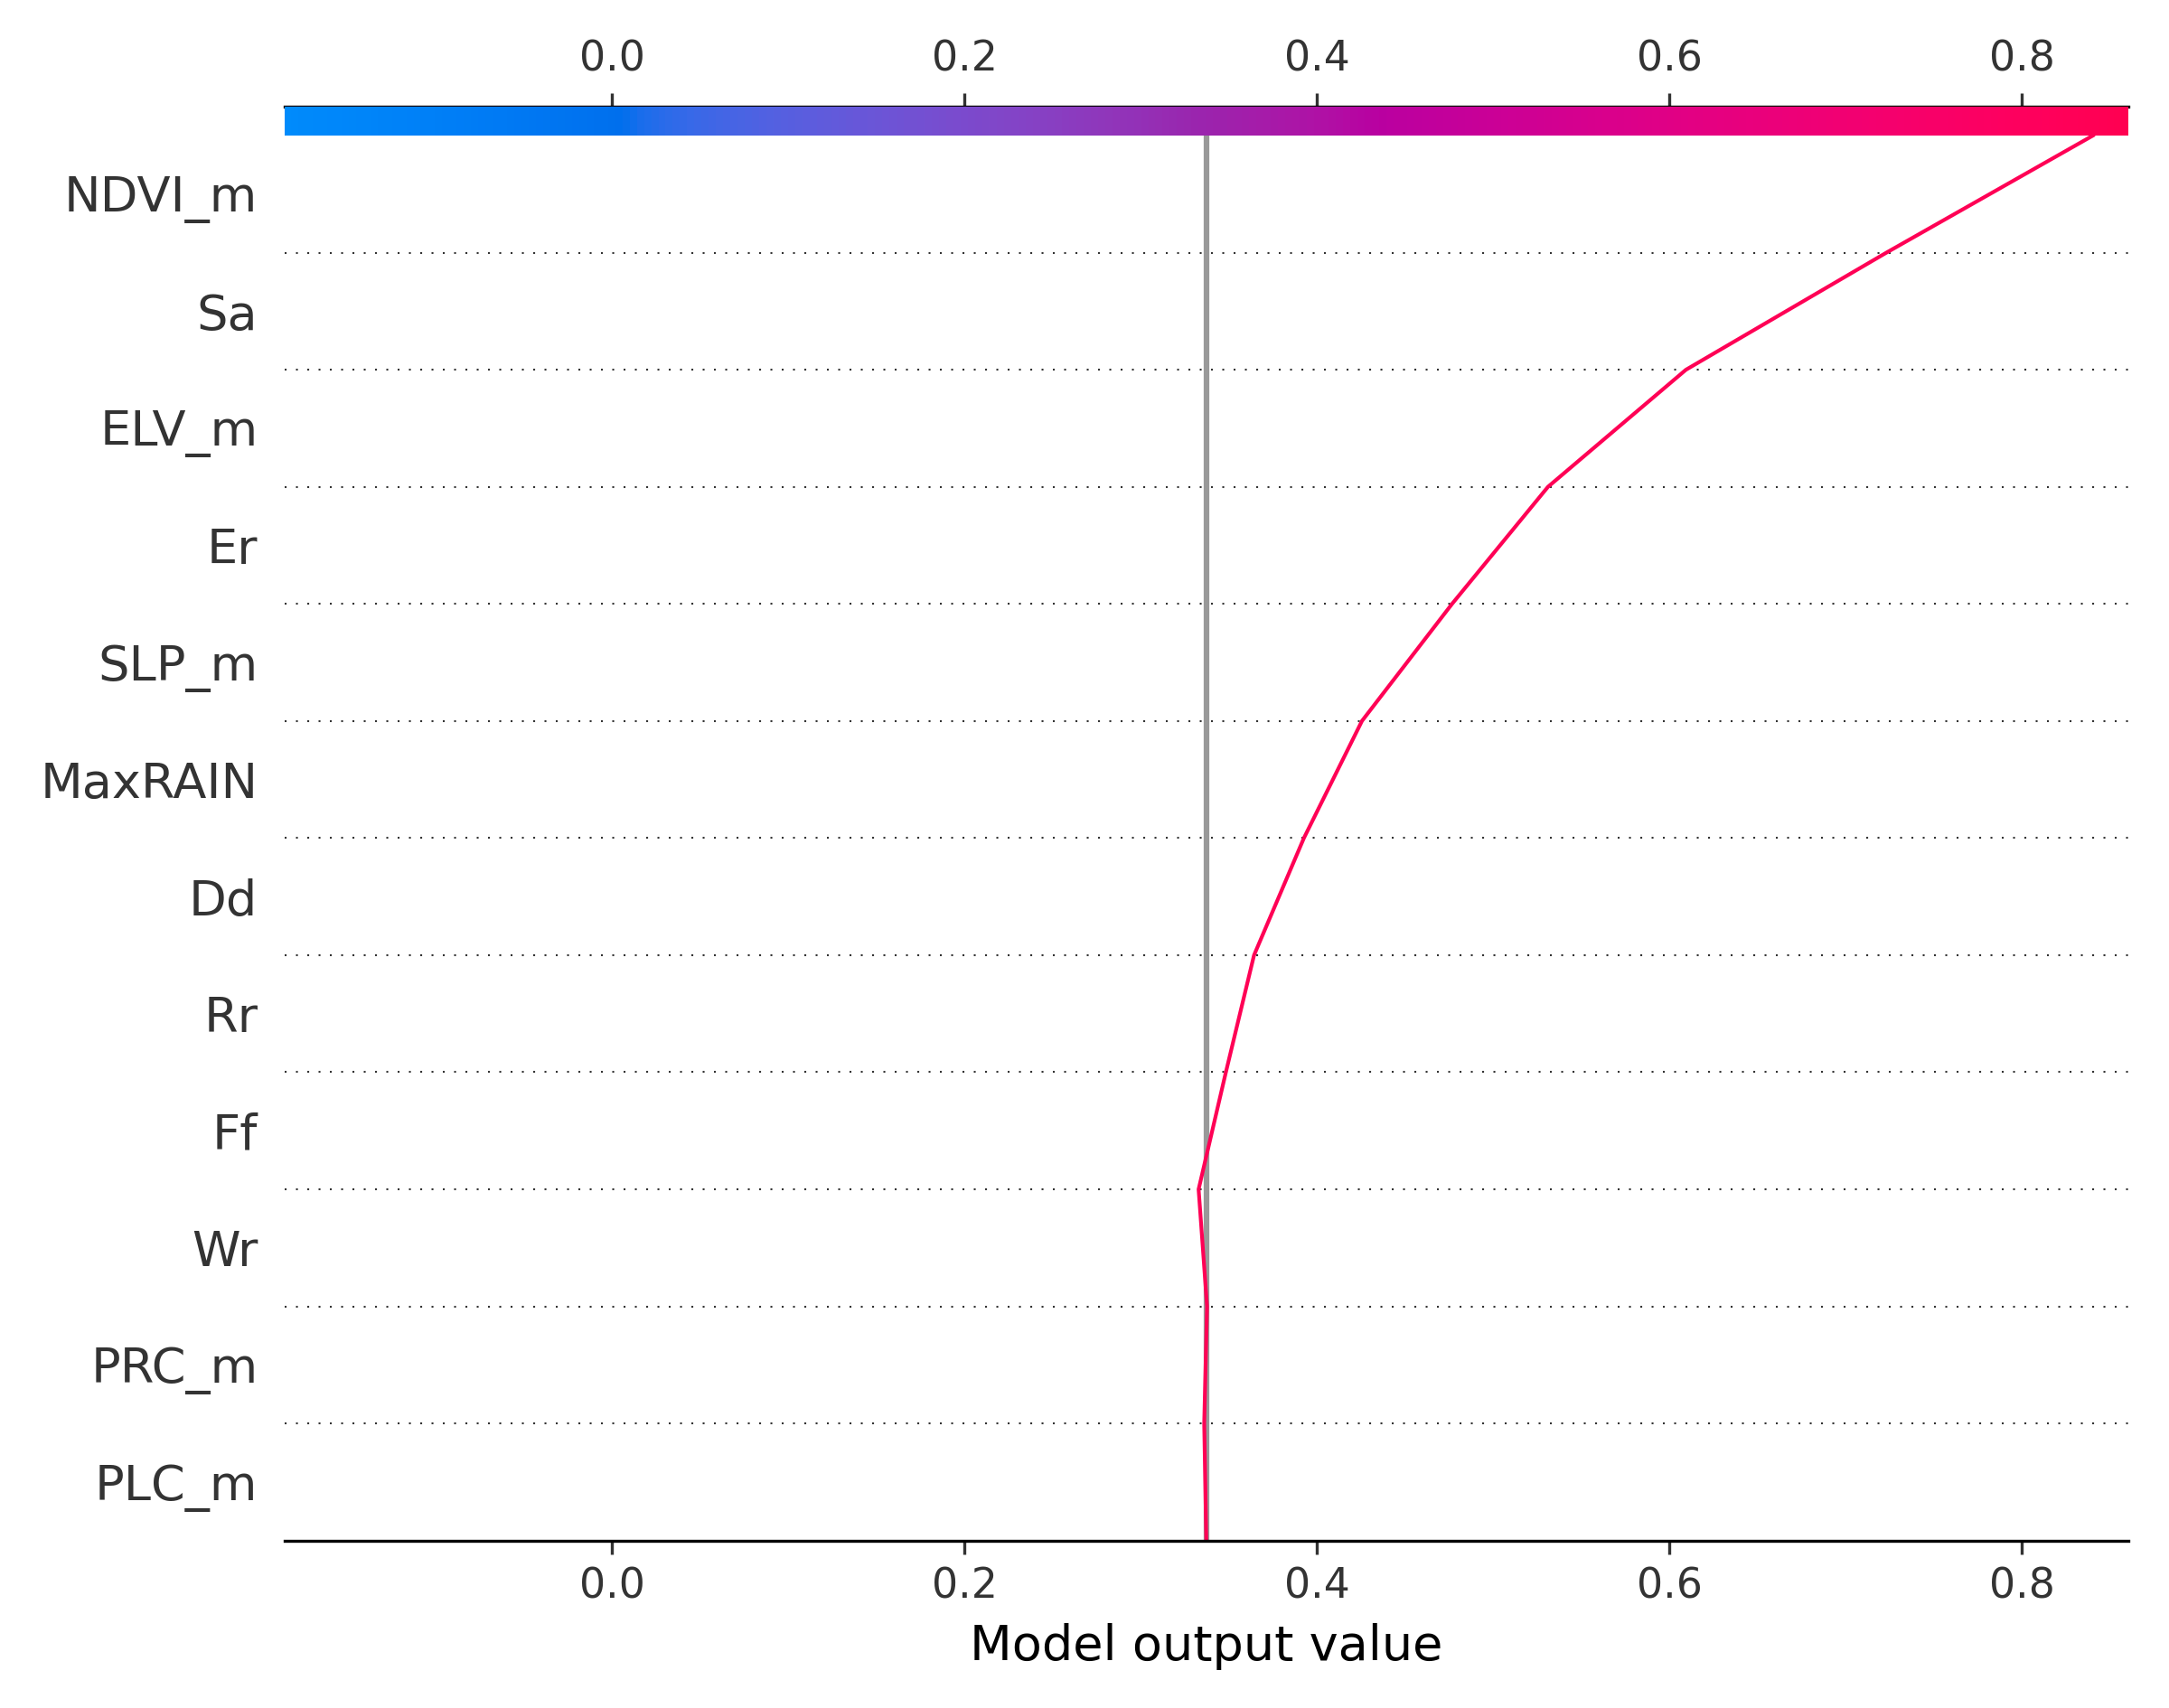 0.0 0.2 0.4 0.6 0.8
NDVI_m
Sa
ELV_m
Er
SLP_m
MaxRAIN
Dd
Rr
Ff
Wr
PRC_m
PLC_m
0.0 0.2 0.4 0.6 0.8
Model output value